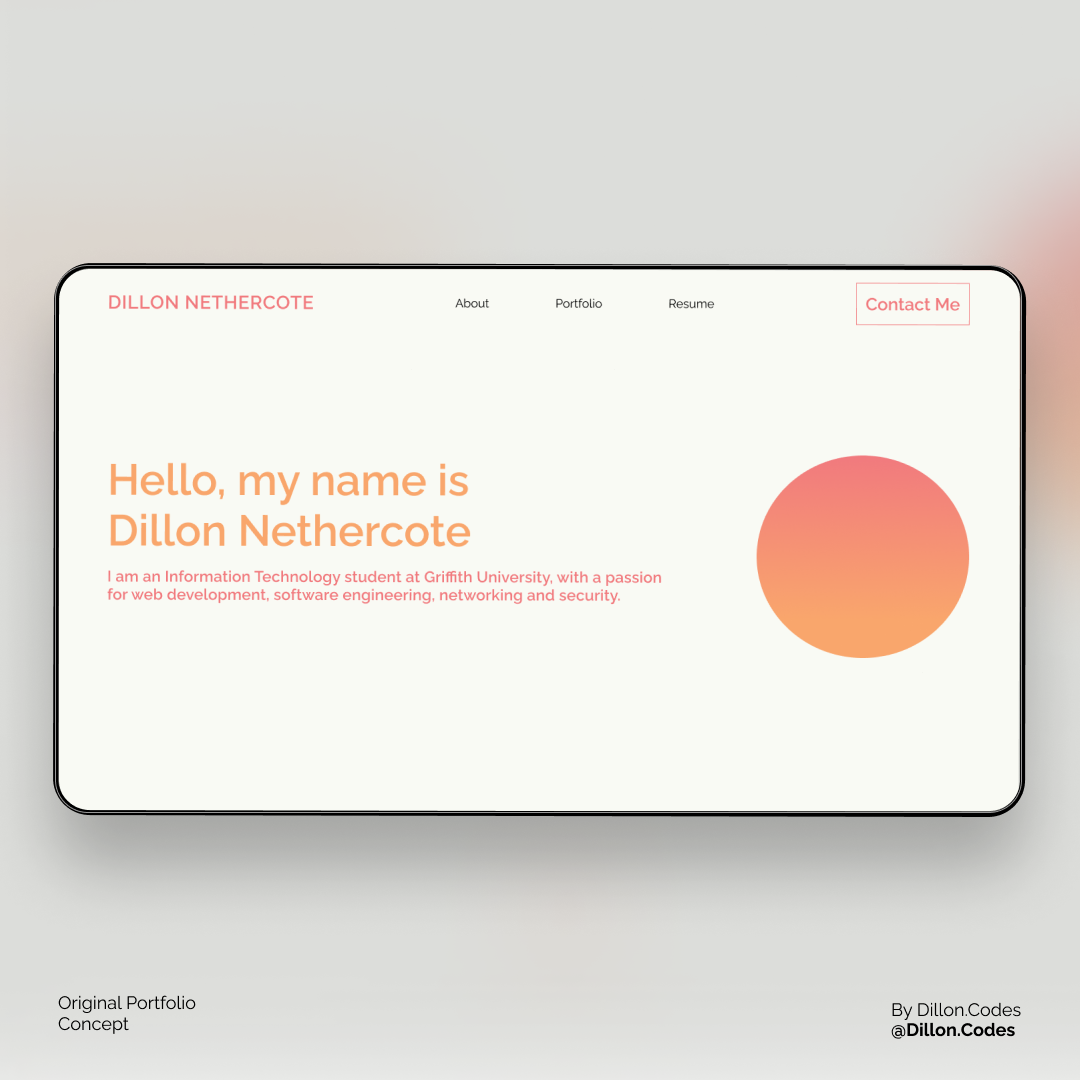 DILLON NETHERCOTE
About
Portfolio
Resume
Contact Me
Hello, my name is
Dillon Nethercote
I am an Information Technology student at Griffith University, with a passion
for web development, software engineering, networking and security.
Original Portfolio
Concept
By Dillon.Codes
@Dillon.Codes